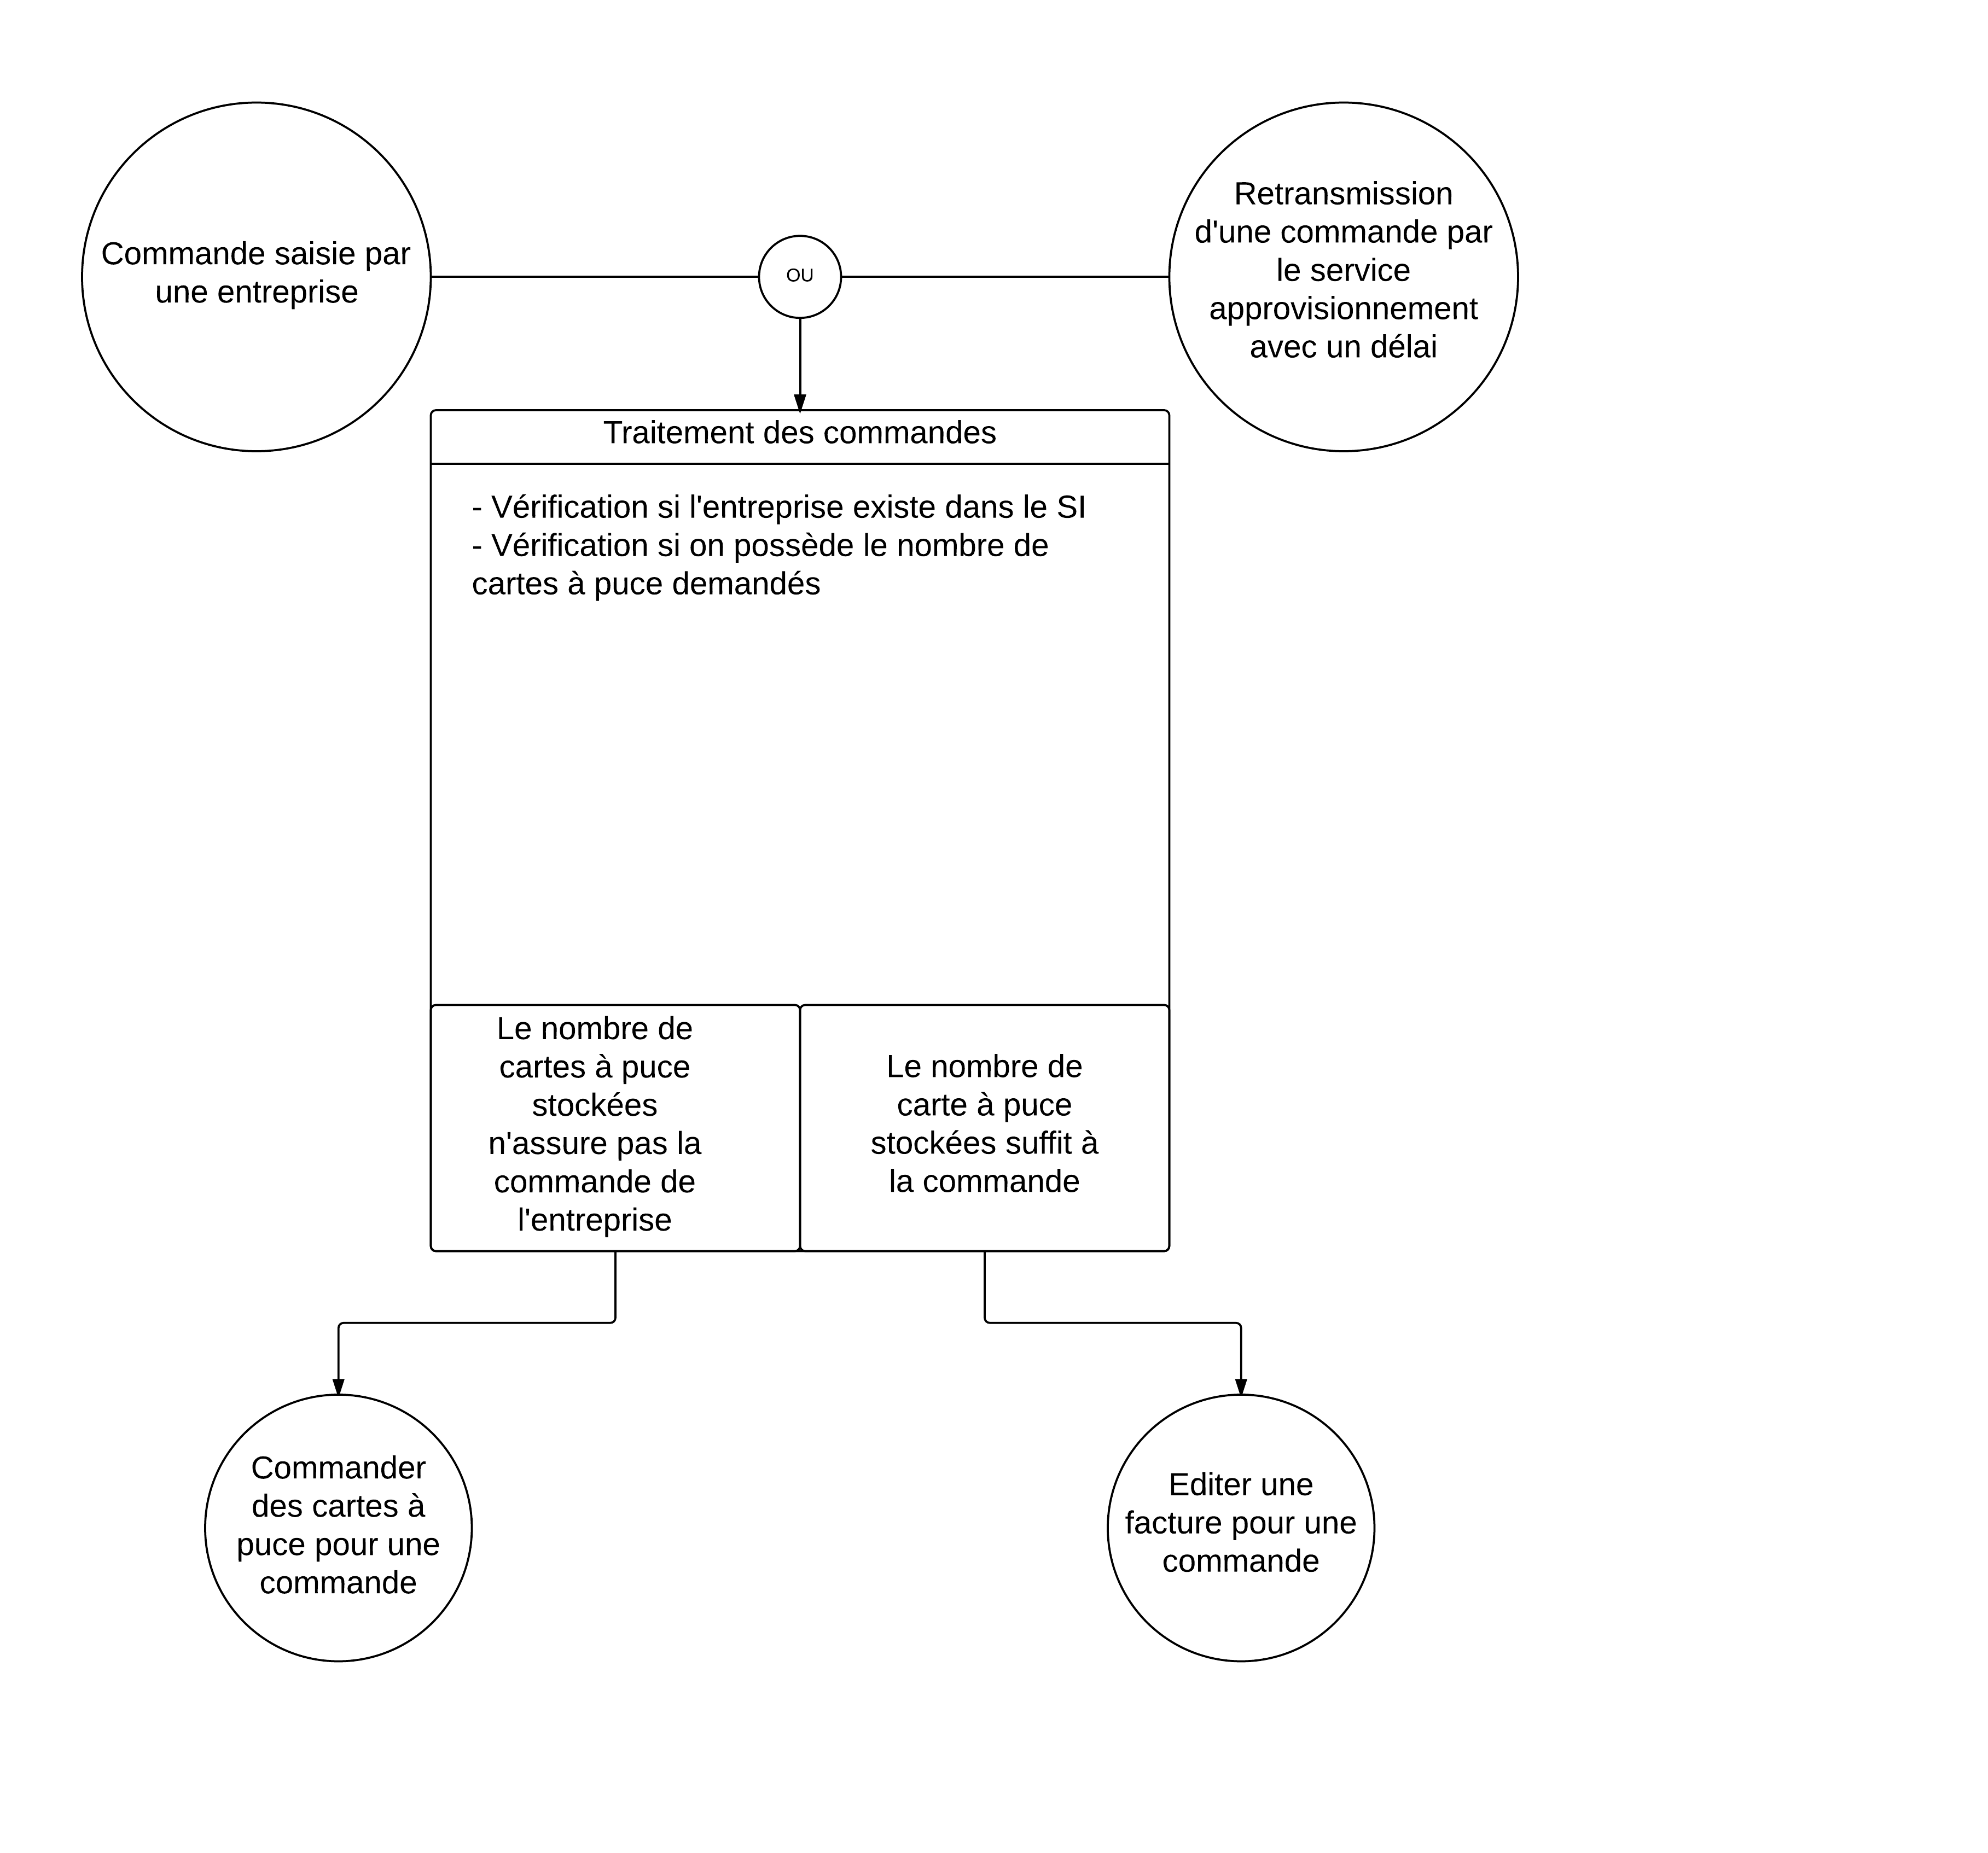 Commande saisie par
une entreprise
OU
Retransmission
d'une commande par
le service
approvisionnement
avec un délai
Traitement des commandes
- Vérification si l'entreprise existe dans le SI
- Vérification si on possède le nombre de
cartes à puce demandés
Le nombre de
cartes à puce
stockées
n'assure pas la
commande de
l'entreprise
Le nombre de
carte à puce
stockées suffit à
la commande
Commander
des cartes à
puce pour une
commande
Editer une
facture pour une
commande